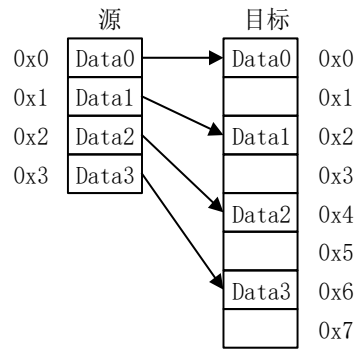 源 目标
0x0 Data0 Data0 0x0
0x1 Data1 0x1
0x2 Data2 Data1 0x2
0x3 Data3 0x3
Data2 0x4
0x5
Data3 0x6
0x7